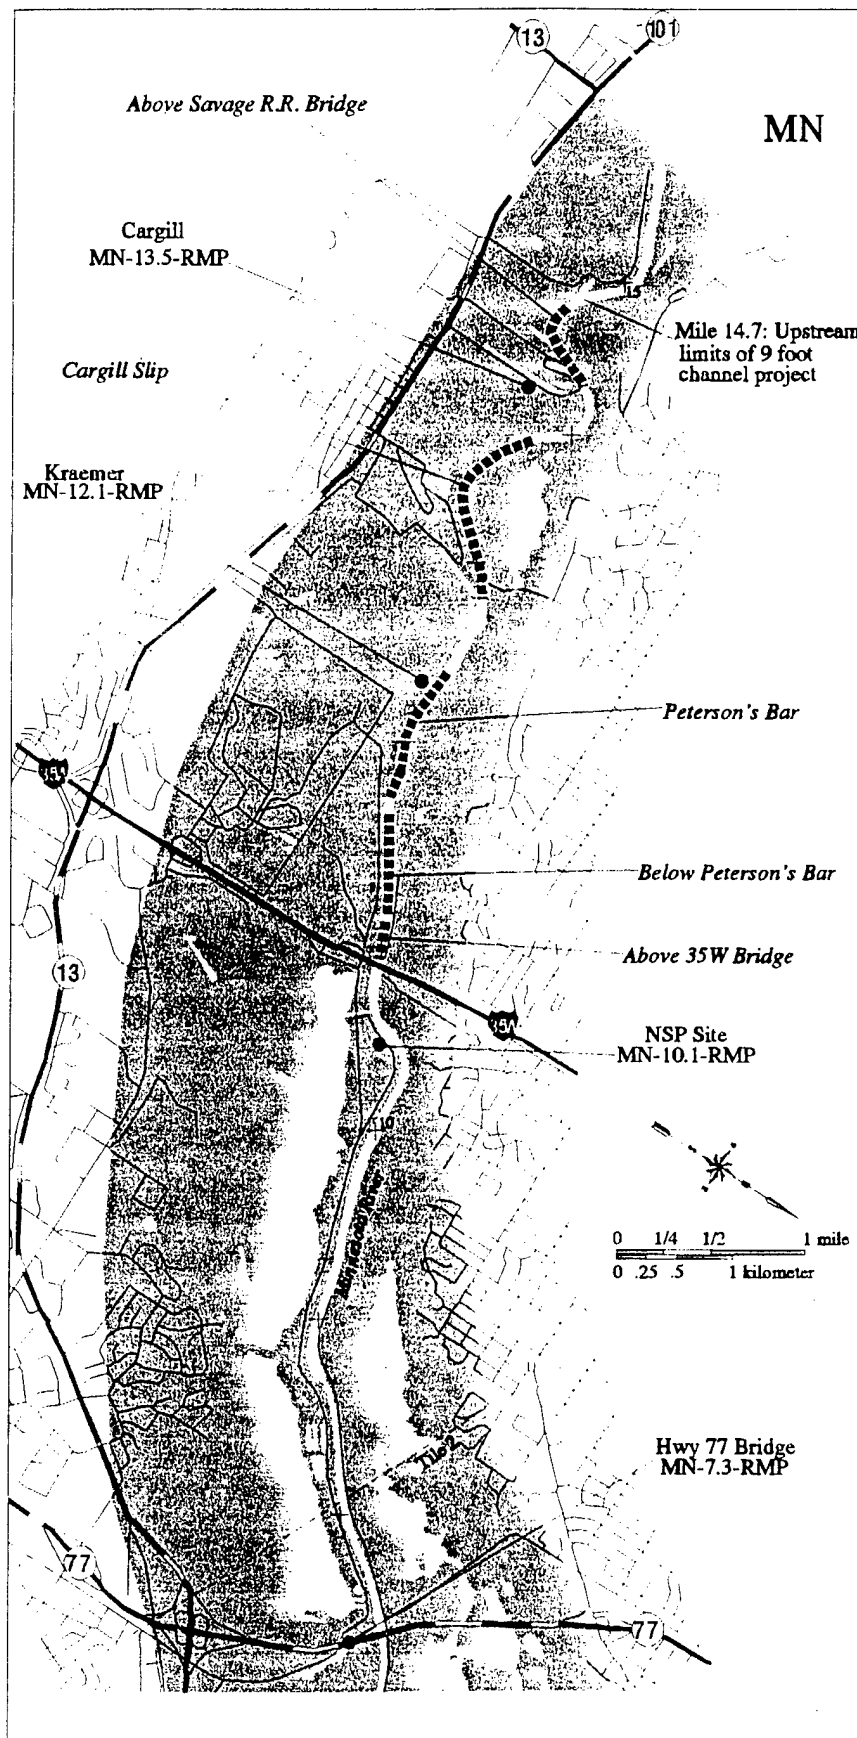 13
101
Above Savage R.R. Bridge
MN
Cargill
MN-13.5-RMP
15
Mile 14.7: Upstream
limits of 9 foot
channel project
Cargill Slip
Kraemer
MN-12.1-RMP
Peterson's Bar
35W
Below Peterson's Bar
Above 35W Bridge
13
35W
NSP Site
MN-10.1-RMP
10
Minnesota River
0 1/4 1/2 1 mile
0 .25 .5 1 kilometer
Hwy 77 Bridge
MN-7.3-RMP
77
77